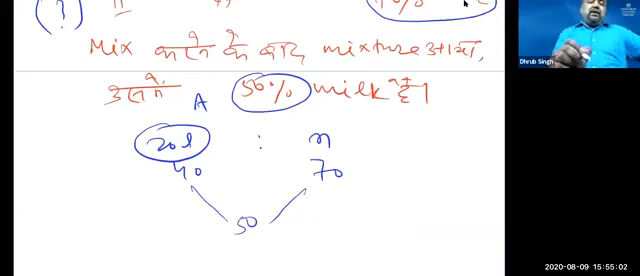 (?)
Mix करने के बाद mixture आया,
उसमें 50% milk है।
A
20l : n
40 70
50
Dhrub Singh
2020-08-09 15:55:02